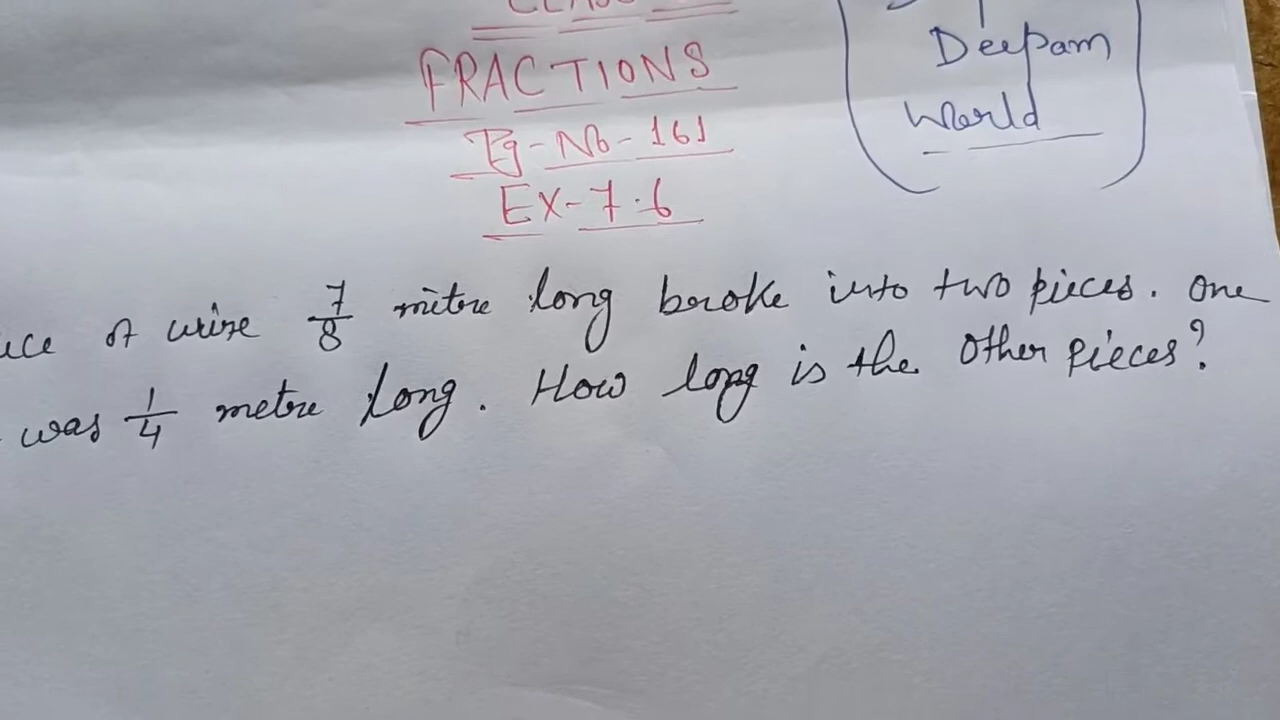 FRACTIONS
Pg-No-161
EX-7.6
Deepam
World
of wire 7/8 metre long broke into two pieces. One
was 1/4 metre long. How long is the other pieces?